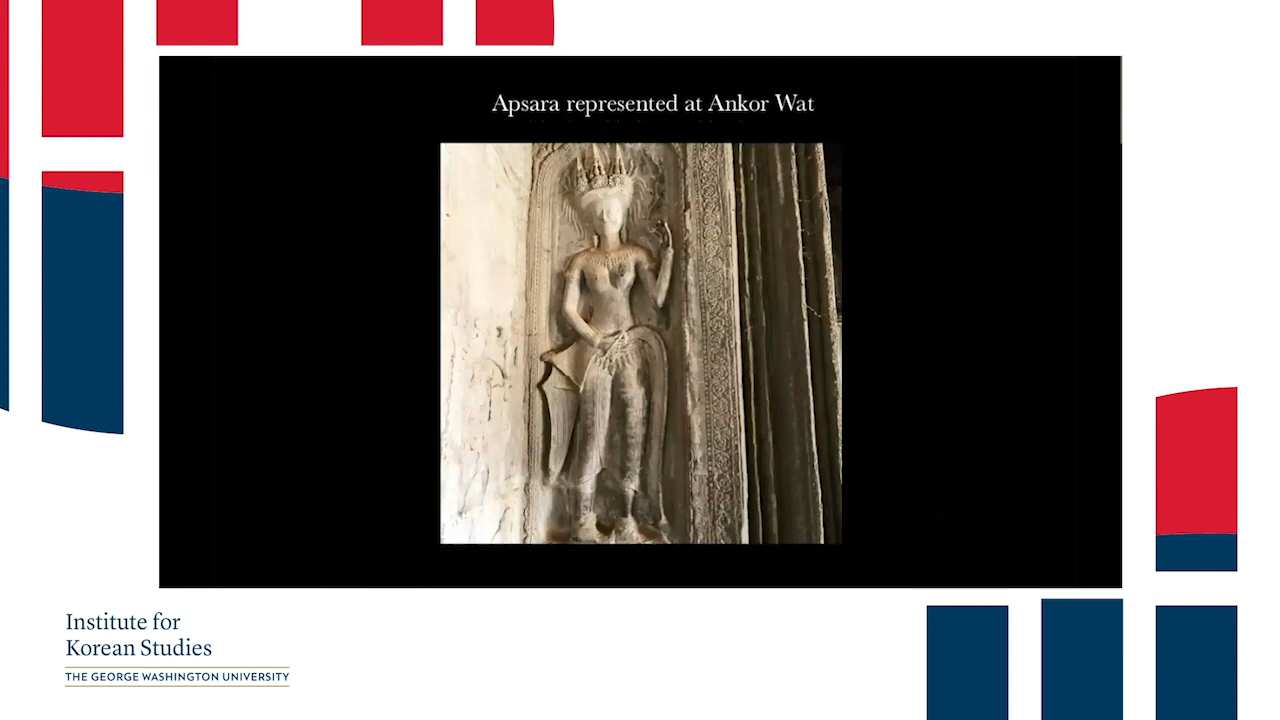 Apsara represented at Ankor Wat
Institute for
Korean Studies
THE GEORGE WASHINGTON UNIVERSITY